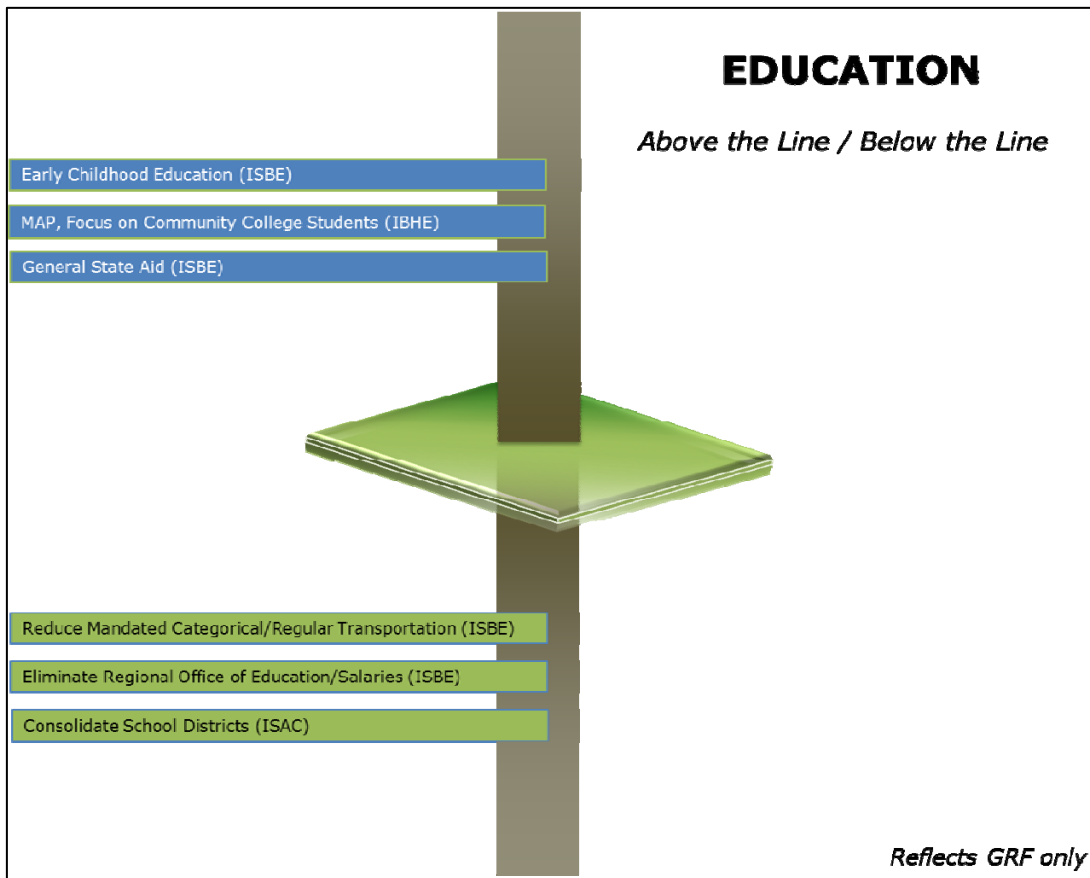 EDUCATION
Above the Line / Below the Line
Early Childhood Education (ISBE)
MAP, Focus on Community College Students (IBHE)
General State Aid (ISBE)
Reduce Mandated Categorical/Regular Transportation (ISBE)
Eliminate Regional Office of Education/Salaries (ISBE)
Consolidate School Districts (ISAC)
Reflects GRF only